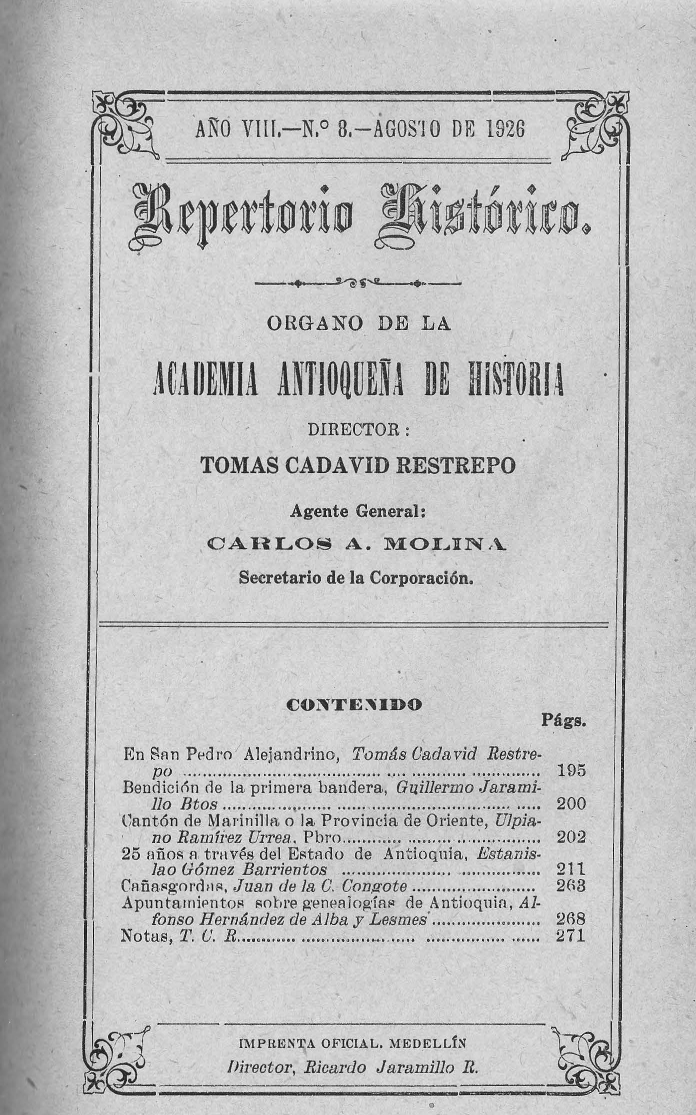 AÑO VIII.—N.º 8.—AGOSTO DE 1926
Repertorio Histórico.
ORGANO DE LA
ACADEMIA ANTIOQUEÑA DE HISTORIA
DIRECTOR:
TOMAS CADAVID RESTREPO
Agente General:
CARLOS A. MOLINA
Secretario de la Corporación.
CONTENIDO
Págs.
En San Pedro Alejandrino, Tomás Cadavid Restre-
po ........................................ 195
Bendición de la primera bandera, Guillermo Jarami-
llo Btos ........................................ 200
Cantón de Marinilla o la Provincia de Oriente, Ulpia-
no Ramírez Urrea, Pbro........................................ 202
25 años a través del Estado de Antioquia, Estanis-
lao Gómez Barrientos ........................................ 211
Cañasgordas, Juan de la C. Congote ........................ 263
Apuntamientos sobre genealogías de Antioquia, Al-
fonso Hernández de Alba y Lesmes ...................... 268
Notas, T. C. R........................................ 271
IMPRENTA OFICIAL. MEDELLÍN
Director, Ricardo Jaramillo R.